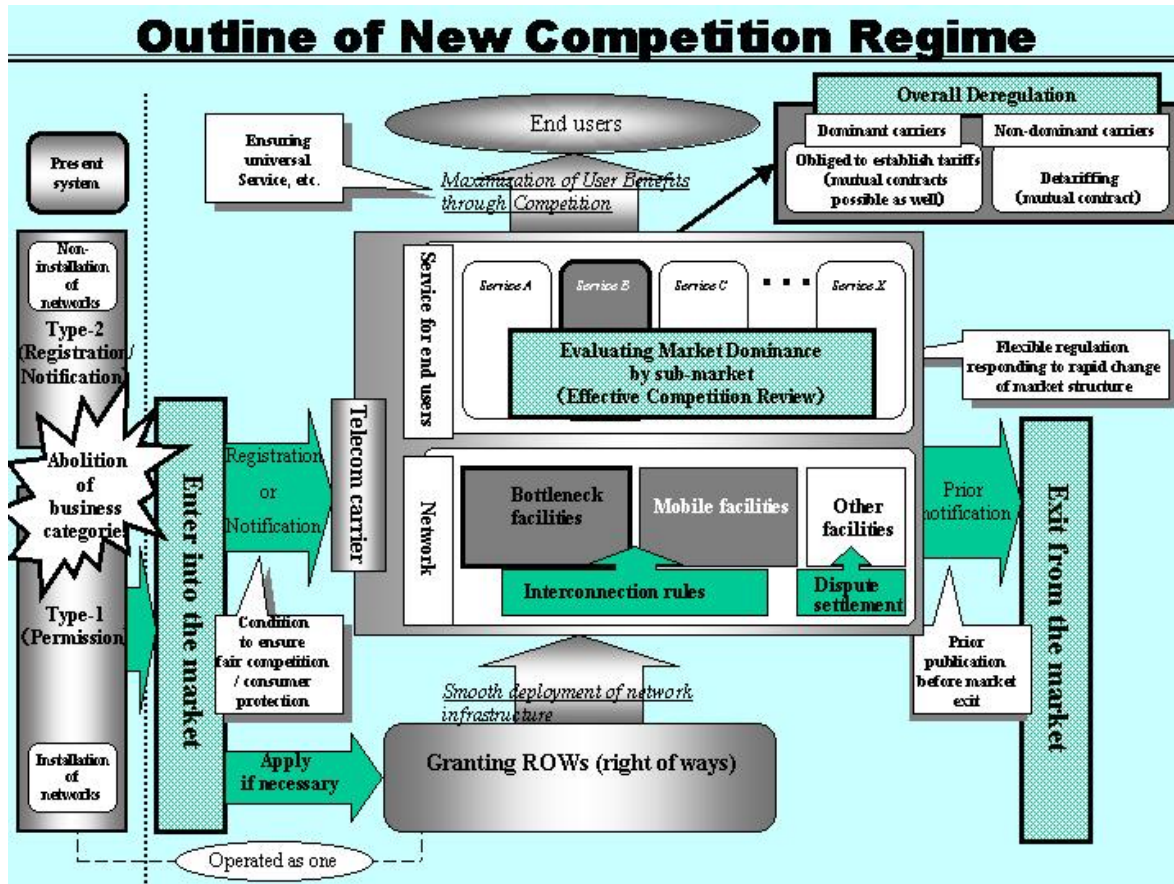 Outline of New Competition Regime
Present
system
Non-
installation
of
networks
Type-2
(Registration/
Notification)
Abolition
of
business
categories
Type-1
(Permission)
Installation
of
networks
Enter into the market
Registration
or
Notification
Condition
to ensure
fair competition
/ consumer
protection
Apply
if necessary
Operated as one
Ensuring
universal
Service, etc.
End users
Maximization of User Benefits
through Competition
Overall Deregulation
Dominant carriers
Non-dominant carriers
Obliged to establish tariffs
(mutual contracts
possible as well)
Detariffing
(mutual contract)
Telecom carrier
Service for end users
Service A
Service B
Service C
• • •
Service X
Evaluating Market Dominance
by sub-market
(Effective Competition Review)
Flexible regulation
responding to rapid change
of market structure
Network
Bottleneck
facilities
Mobile facilities
Other
facilities
Interconnection rules
Dispute
settlement
Smooth deployment of network
infrastructure
Granting ROWs (right of ways)
Prior
notification
Prior
publication
before market
exit
Exit from the market